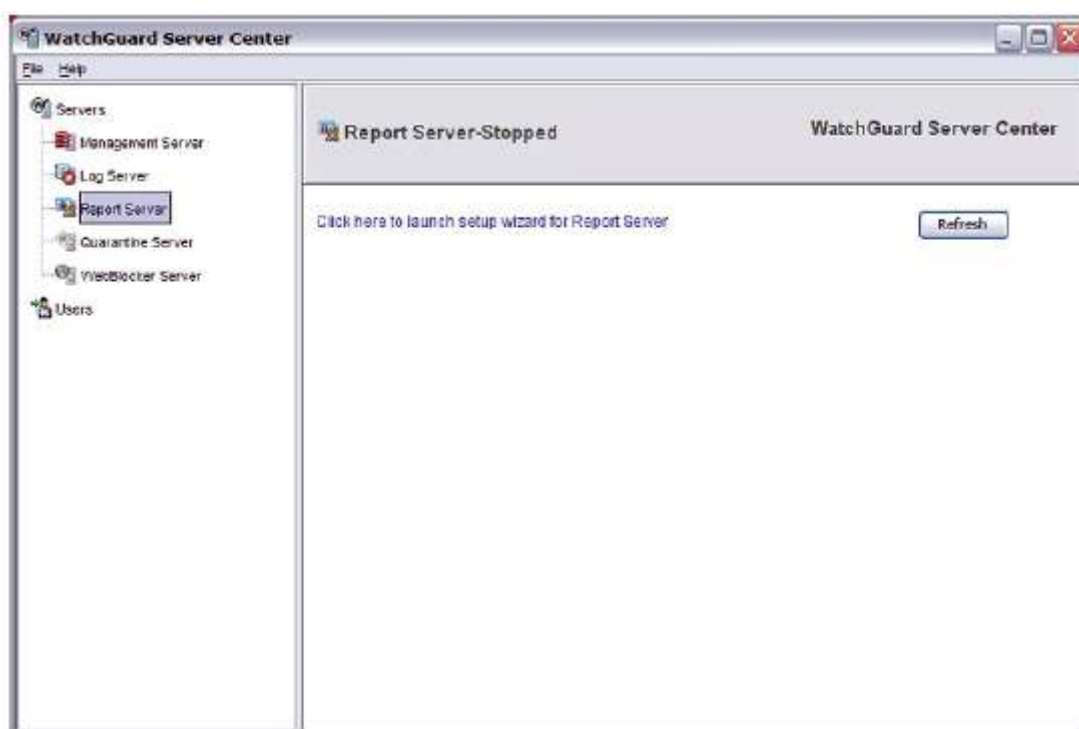 WatchGuard Server Center
File Help
Servers
Management Server
Log Server
Report Server
Quarantine Server
WebBlocker Server
Users
Report Server-Stopped
WatchGuard Server Center
Click here to launch setup wizard for Report Server
Refresh